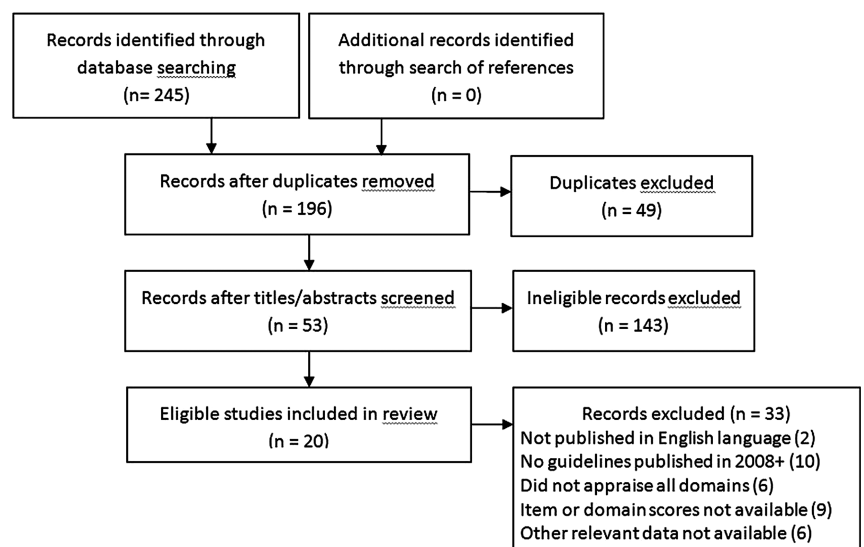 Records identified through
database searching
(n= 245)
Additional records identified
through search of references
(n = 0)
Records after duplicates removed
(n = 196)
Duplicates excluded
(n = 49)
Records after titles/abstracts screened
(n = 53)
Ineligible records excluded
(n = 143)
Eligible studies included in review
(n = 20)
Records excluded (n = 33)
Not published in English language (2)
No guidelines published in 2008+ (10)
Did not appraise all domains (6)
Item or domain scores not available (9)
Other relevant data not available (6)